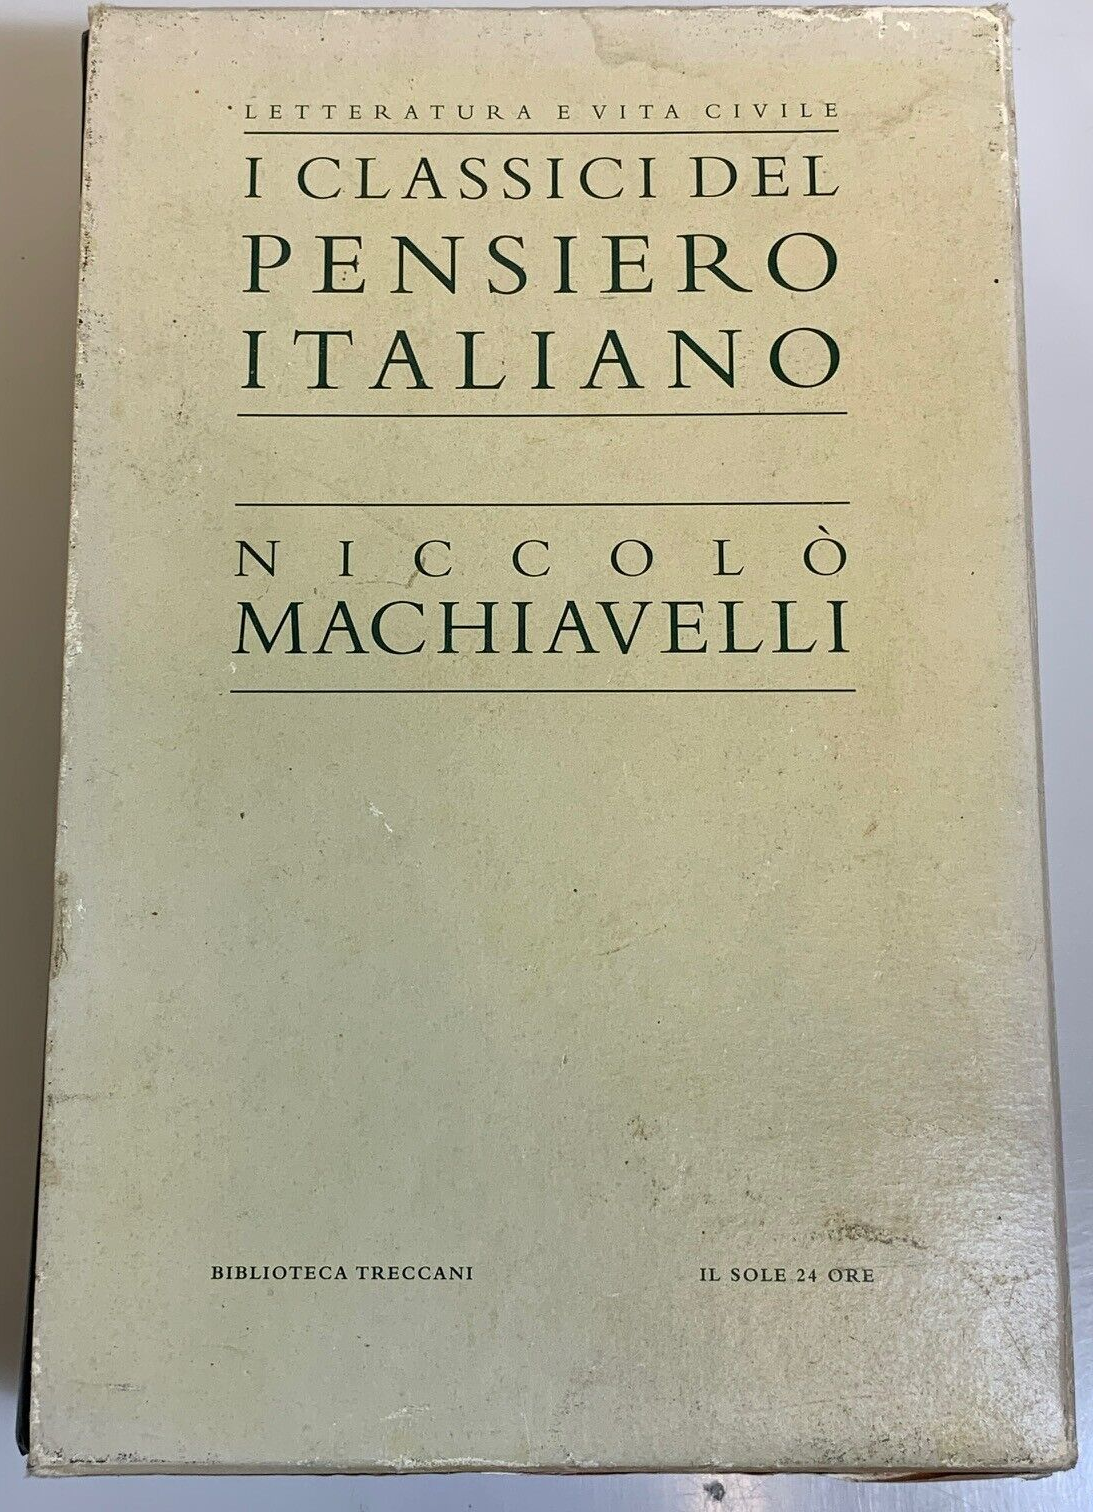 LETTERATURA E VITA CIVILE
I CLASSICI DEL
PENSIERO
ITALIANO
NICCOLÒ
MACHIAVELLI
BIBLIOTECA TRECCANI
IL SOLE 24 ORE